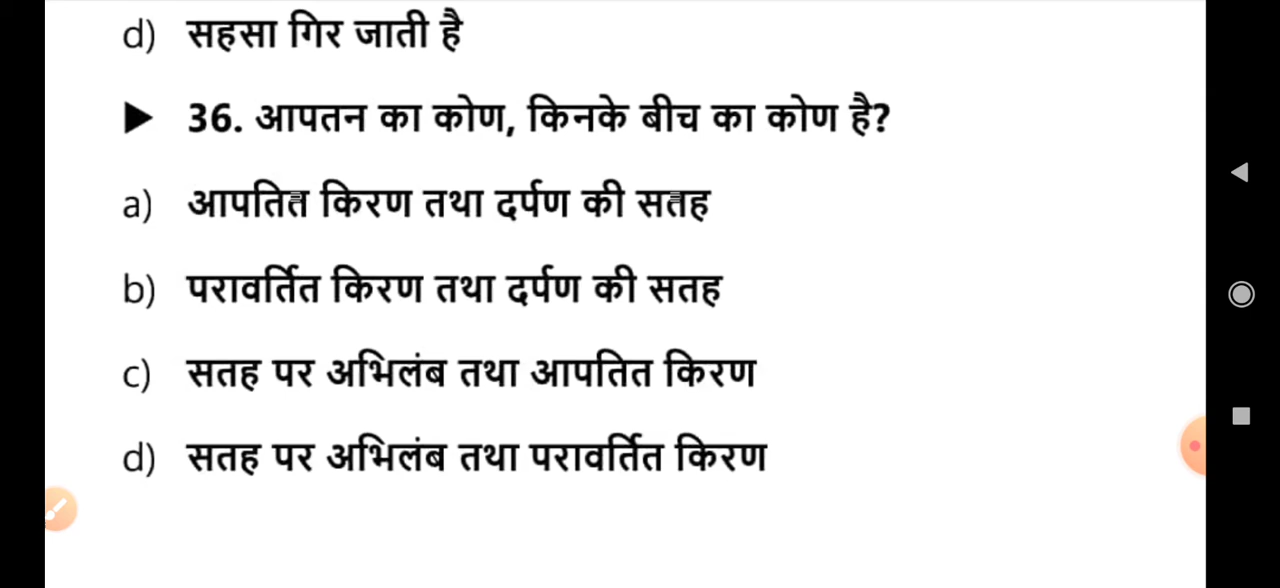 d) सहसा गिर जाती है
▶ 36. आपतन का कोण, किनके बीच का कोण है?
a) आपतित किरण तथा दर्पण की सतह
b) परावर्तित किरण तथा दर्पण की सतह
c) सतह पर अभिलंब तथा आपतित किरण
d) सतह पर अभिलंब तथा परावर्तित किरण